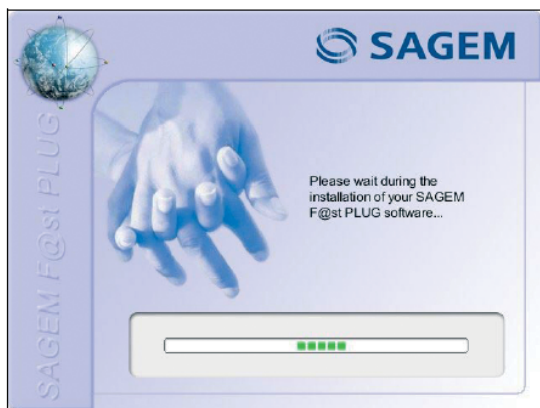 SAGEM
SAGEM F@st PLUG
Please wait during the
installation of your SAGEM
F@st PLUG software...